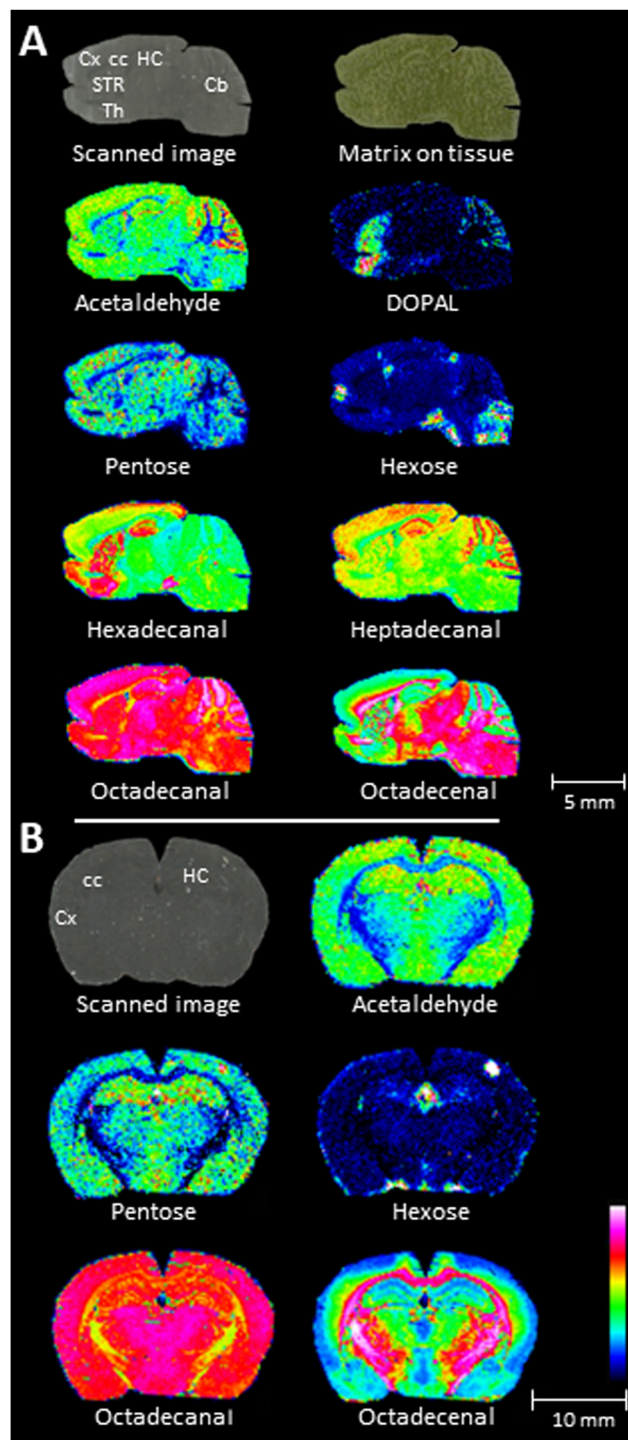 A
Cx cc HC
STR
Cb
Th
Scanned image
Matrix on tissue
Acetaldehyde
DOPAL
Pentose
Hexose
Hexadecanal
Heptadecanal
Octadecanal
Octadecenal
5 mm
B
cc
HC
Cx
Scanned image
Acetaldehyde
Pentose
Hexose
Octadecanal
Octedecenal
10 mm